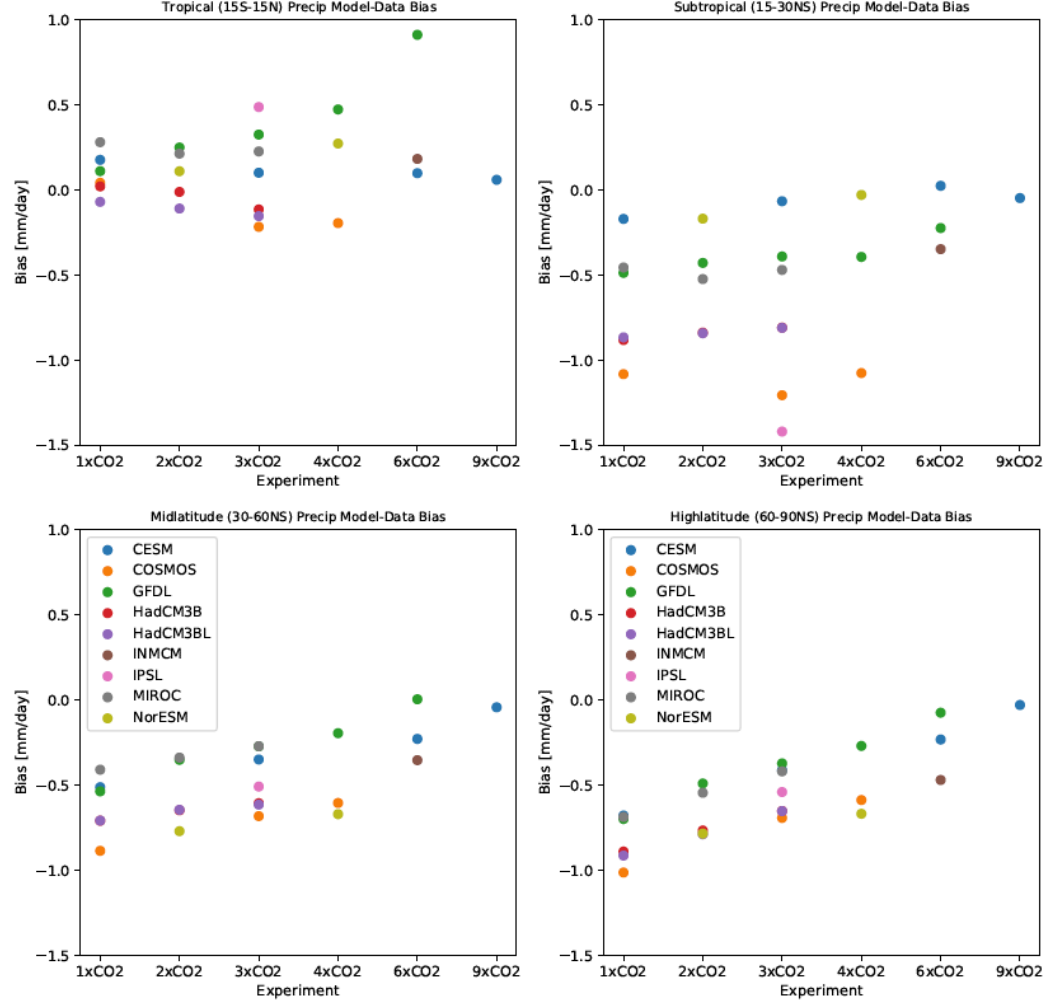 Tropical (15S-15N) Precip Model-Data Bias
1.0
0.5
0.0
−0.5
−1.0
−1.5
Bias [mm/day]
1xCO2 2xCO2 3xCO2 4xCO2 6xCO2 9xCO2
Experiment
Subtropical (15-30NS) Precip Model-Data Bias
1.0
0.5
0.0
−0.5
−1.0
−1.5
Bias [mm/day]
1xCO2 2xCO2 3xCO2 4xCO2 6xCO2 9xCO2
Experiment
Midlatitude (30-60NS) Precip Model-Data Bias
1.0
0.5
0.0
−0.5
−1.0
−1.5
Bias [mm/day]
CESM
COSMOS
GFDL
HadCM3B
HadCM3BL
INMCM
IPSL
MIROC
NorESM
1xCO2 2xCO2 3xCO2 4xCO2 6xCO2 9xCO2
Experiment
Highlatitude (60-90NS) Precip Model-Data Bias
1.0
0.5
0.0
−0.5
−1.0
−1.5
Bias [mm/day]
CESM
COSMOS
GFDL
HadCM3B
HadCM3BL
INMCM
IPSL
MIROC
NorESM
1xCO2 2xCO2 3xCO2 4xCO2 6xCO2 9xCO2
Experiment